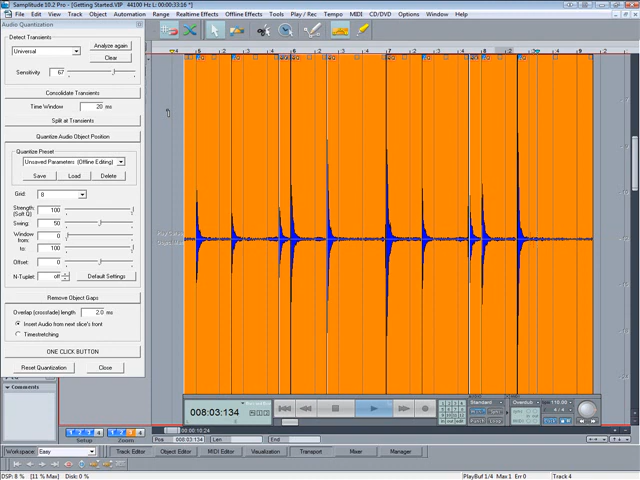 Samplitude 10.2 Pro - [Getting Started.VIP 44100 Hz L: 00:00:33:16 *]
File Edit View Track Object Range Automation Realtime Effects Offline Effects Tools Play / Rec Tempo MIDI CD/DVD Options Window Help
Audio Quantization
Detect Transients
Universal
Analyze again
Clear
Sensitivity 67
Consolidate Transients
Time Window 20 ms
Split at Transients
Quantize Audio Object Position
Quantize Preset
Unsaved Parameters (Offline Editing)
Save Load Delete
Grid: 8
Strength: (Soft Q) 100
Swing: 50
Window from: 0
to: 100
Offset: 0
N-Tuplet: off Default Settings
Remove Object Gaps
Overlap (crossfade) length 2.0 ms
Insert Audio from next slice's front
Timestretching
ONE CLICK BUTTON
Reset Quantization Close
Comments
008:03:134
Standard
Overdub
110.00
4 / 4
Setup Zoom
Pos 008:03:134 Len End
Workspace: Easy Track Editor Object Editor MIDI Editor Visualization Transport Mixer Manager
DSP: 8 % [11 % Max] Disk: 0 % PlayBuf 1/4 Max 1 Err 0 Track 4